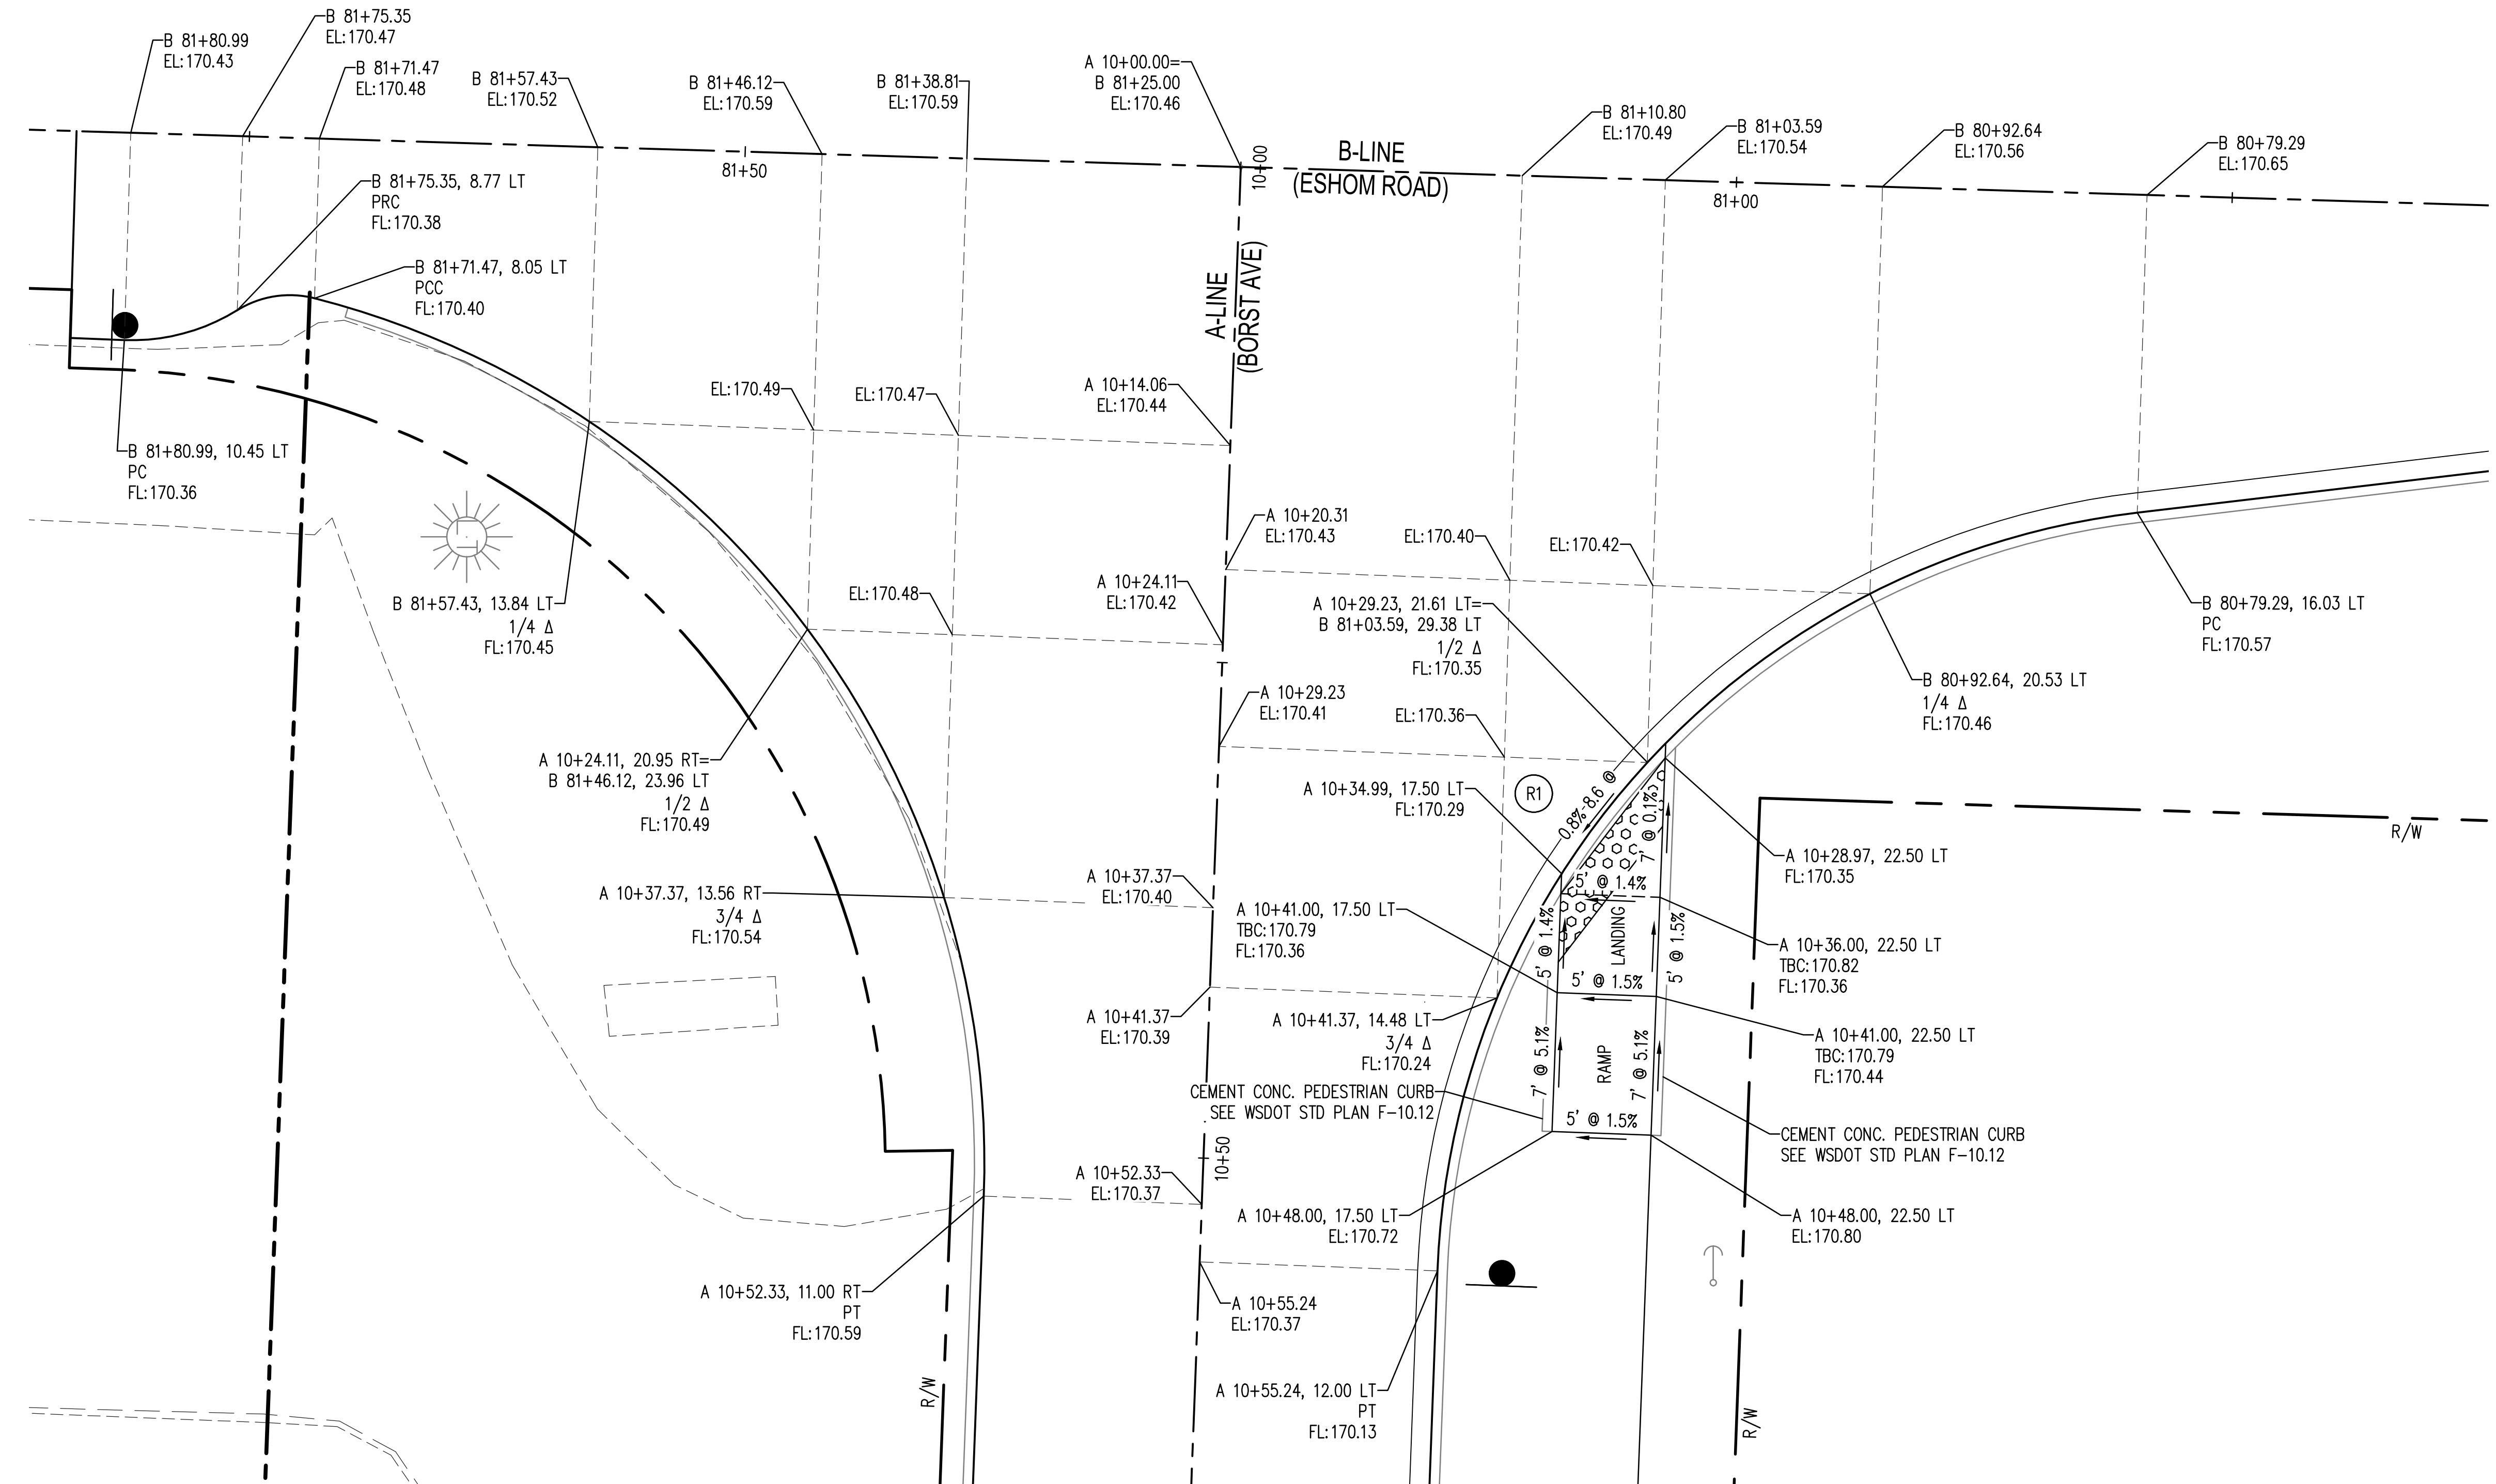 B 81+80.99
EL:170.43
B 81+75.35
EL:170.47
B 81+71.47
EL:170.48
B 81+57.43
EL:170.52
B 81+46.12
EL:170.59
B 81+38.81
EL:170.59
A 10+00.00=
B 81+25.00
EL:170.46
B 81+10.80
EL:170.49
B 81+03.59
EL:170.54
B 80+92.64
EL:170.56
B 80+79.29
EL:170.65
81+50
10+00
B-LINE
(ESHOM ROAD)
81+00
B 81+75.35, 8.77 LT
PRC
FL:170.38
B 81+71.47, 8.05 LT
PCC
FL:170.40
A-LINE
(BORST AVE)
B 81+80.99, 10.45 LT
PC
FL:170.36
EL:170.49
EL:170.47
A 10+14.06
EL:170.44
A 10+20.31
EL:170.43
EL:170.40
EL:170.42
B 81+57.43, 13.84 LT
1/4 Δ
FL:170.45
EL:170.48
A 10+24.11
EL:170.42
A 10+29.23, 21.61 LT=
B 81+03.59, 29.38 LT
1/2 Δ
FL:170.35
B 80+79.29, 16.03 LT
PC
FL:170.57
B 80+92.64, 20.53 LT
1/4 Δ
FL:170.46
A 10+29.23
EL:170.41
EL:170.36
A 10+24.11, 20.95 RT=
B 81+46.12, 23.96 LT
1/2 Δ
FL:170.49
A 10+34.99, 17.50 LT
FL:170.29
R1
0.8%-8.6 @
7' @ 0.1%
R/W
A 10+28.97, 22.50 LT
FL:170.35
A 10+37.37, 13.56 RT
3/4 Δ
FL:170.54
A 10+37.37
EL:170.40
A 10+41.00, 17.50 LT
TBC:170.79
FL:170.36
5' @ 1.4%
5' @ 1.4%
LANDING
5' @ 1.5%
5' @ 1.5%
A 10+36.00, 22.50 LT
TBC:170.82
FL:170.36
A 10+41.37
EL:170.39
A 10+41.37, 14.48 LT
3/4 Δ
FL:170.24
7' @ 5.1%
RAMP
7' @ 5.1%
A 10+41.00, 22.50 LT
TBC:170.79
FL:170.44
CEMENT CONC. PEDESTRIAN CURB
SEE WSDOT STD PLAN F-10.12
5' @ 1.5%
CEMENT CONC. PEDESTRIAN CURB
SEE WSDOT STD PLAN F-10.12
10+50
A 10+52.33
EL:170.37
A 10+48.00, 17.50 LT
EL:170.72
A 10+48.00, 22.50 LT
EL:170.80
A 10+52.33, 11.00 RT
PT
FL:170.59
A 10+55.24
EL:170.37
R/W
A 10+55.24, 12.00 LT
PT
FL:170.13
R/W